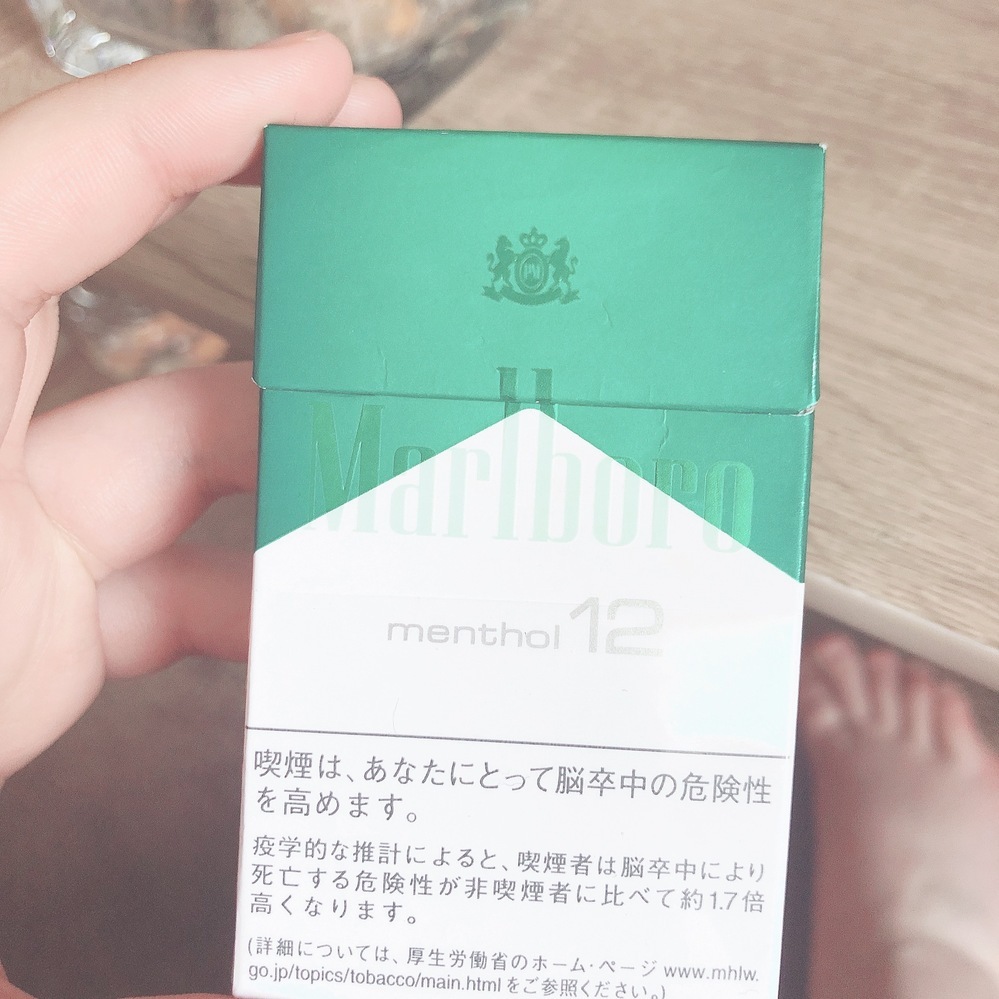 PM
Marlboro
menthol 12
喫煙は、あなたにとって脳卒中の危険性
を高めます。
疫学的な推計によると、喫煙者は脳卒中により
死亡する危険性が非喫煙者に比べて約1.7倍
高くなります。
(詳細については、厚生労働省のホーム・ページ www.mhlw.
go.jp/topics/tobacco/main.html をご参照ください。)